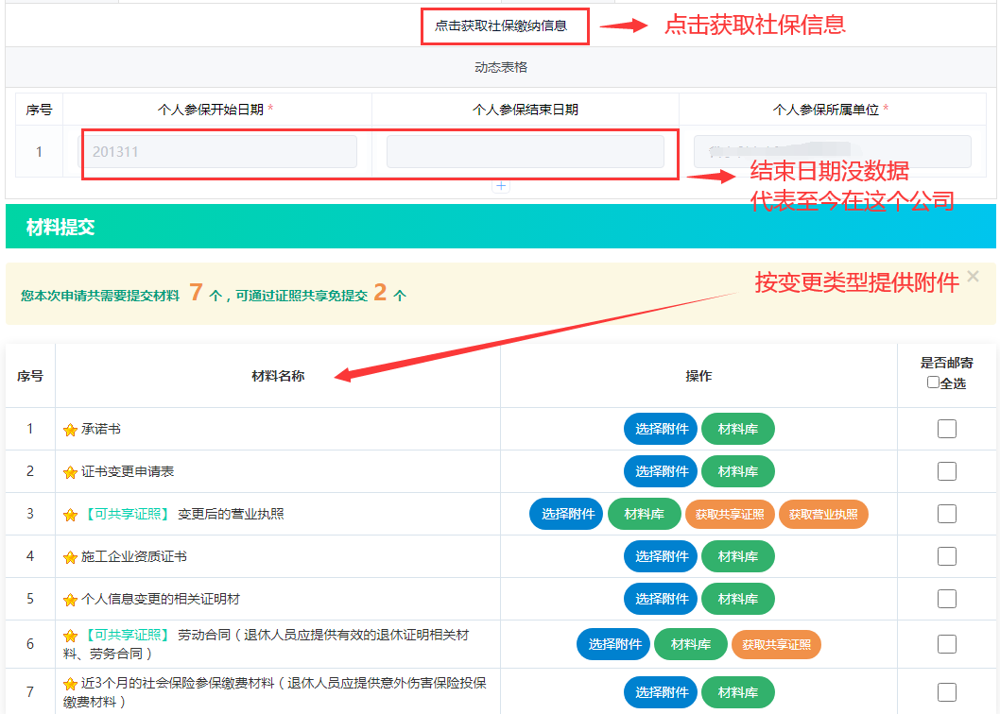 点击获取社保缴纳信息
点击获取社保信息
动态表格
序号 个人参保开始日期 * 个人参保结束日期 个人参保所属单位 *
1 201311
结束日期没数据
代表至今在这个公司
材料提交
按变更类型提供附件
您本次申请共需要提交材料 7 个，可通过证照共享免提交 2 个
序号 材料名称 操作 是否邮寄
全选
1 承诺书 选择附件 材料库
2 证书变更申请表 选择附件 材料库
3 【可共享证照】 变更后的营业执照 选择附件 材料库 获取共享证照 获取营业执照
4 施工企业资质证书 选择附件 材料库
5 个人信息变更的相关证明材 选择附件 材料库
6 【可共享证照】 劳动合同（退休人员应提供有效的退休证明相关材
料、劳务合同） 选择附件 材料库 获取共享证照
7 近3个月的社会保险参保缴费材料（退休人员应提供意外伤害保险投保
缴费材料） 选择附件 材料库